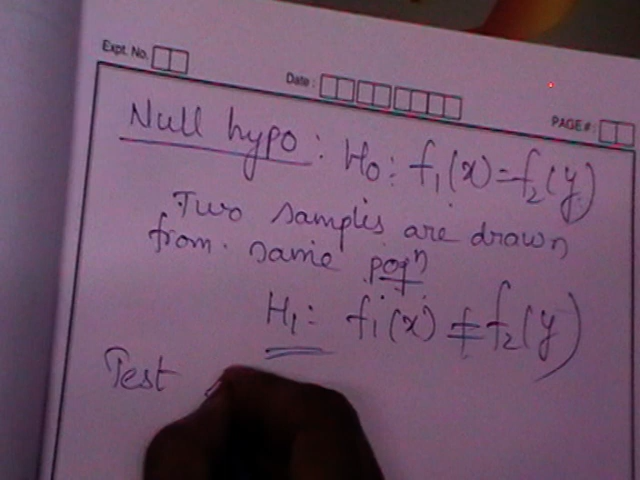 Expt. No.
Date :
PAGE # :
Null hypo : H₀ : f₁(x) = f₂(y)
Two samples are drawn
from same popⁿ
H₁ : f₁(x) ≠ f₂(y)
Test